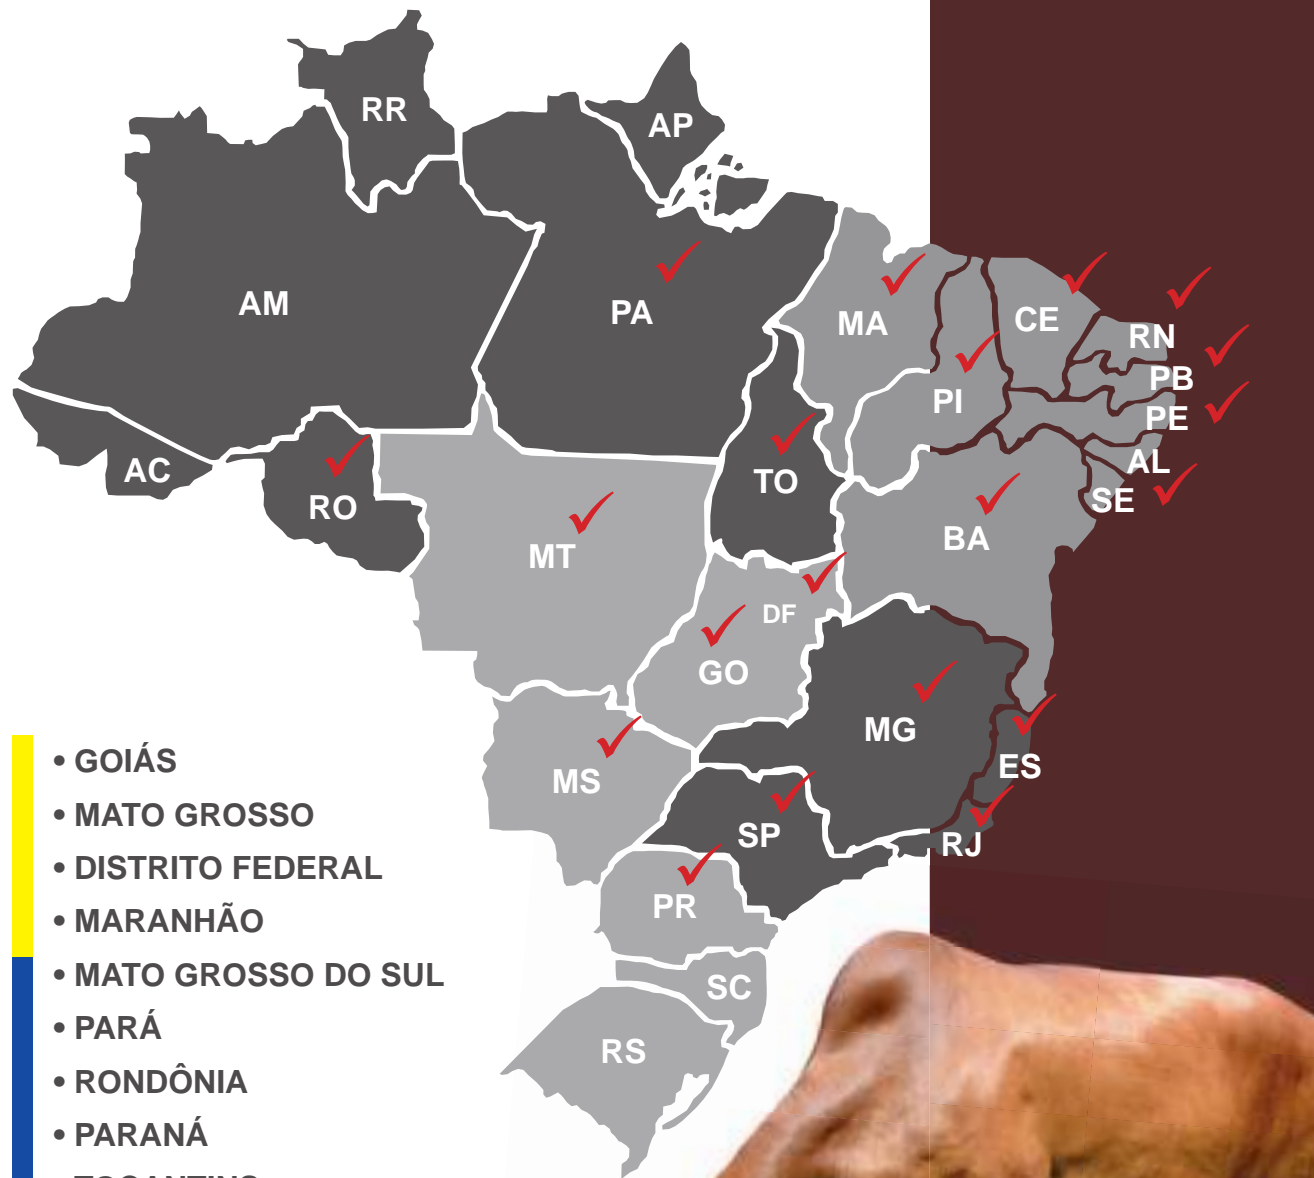 RR
AP
AM
PA
MA
CE
RN
PI
PB
PE
AC
RO
TO
AL
SE
MT
BA
DF
GO
MG
MS
ES
SP
RJ
PR
SC
RS
• GOIÁS
• MATO GROSSO
• DISTRITO FEDERAL
• MARANHÃO
• MATO GROSSO DO SUL
• PARÁ
• RONDÔNIA
• PARANÁ